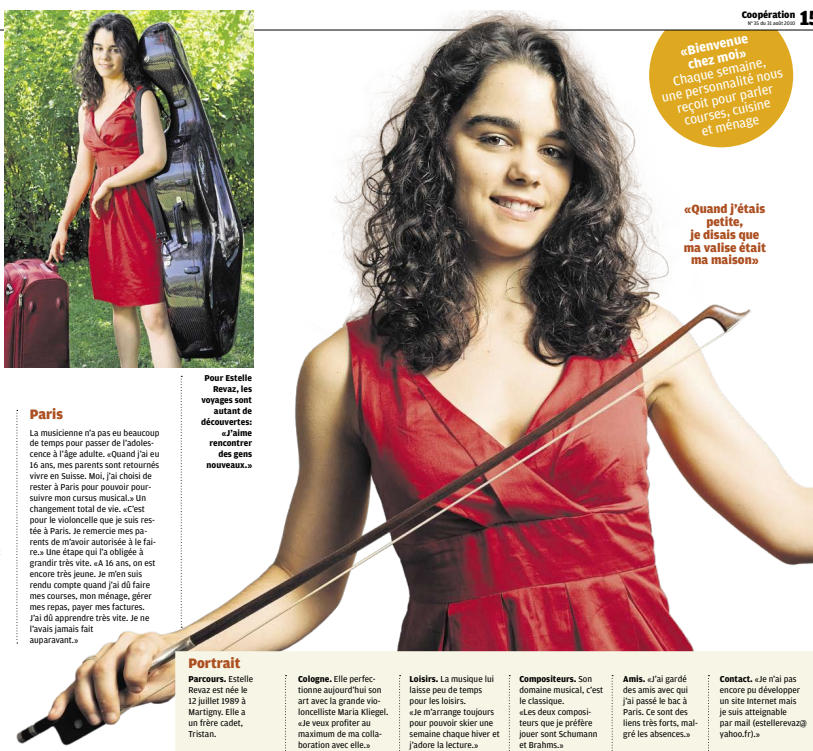 Coopération 15
N° 35 du 31 août 2010
«Bienvenue
chez moi»
Chaque semaine,
une personnalité nous
reçoit pour parler
courses, cuisine
et ménage
«Quand j'étais
petite,
je disais que
ma valise était
ma maison»
Pour Estelle
Revaz, les
voyages sont
autant de
découvertes:
«J'aime
rencontrer
des gens
nouveaux.»
Paris
La musicienne n'a pas eu beaucoup
de temps pour passer de l'adoles-
cence à l'âge adulte. «Quand j'ai eu
16 ans, mes parents sont retournés
vivre en Suisse. Moi, j'ai choisi de
rester à Paris pour pouvoir pour-
suivre mon cursus musical.» Un
changement total de vie. «C'est
pour le violoncelle que je suis res-
tée à Paris. Je remercie mes pa-
rents de m'avoir autorisée à le fai-
re.» Une étape qui l'a obligée à
grandir très vite. «A 16 ans, on est
encore très jeune. Je m'en suis
rendu compte quand j'ai dû faire
mes courses, mon ménage, gérer
mes repas, payer mes factures.
J'ai dû apprendre très vite. Je ne
l'avais jamais fait
auparavant.»
Portrait
Parcours. Estelle
Revaz est née le
12 juillet 1989 à
Martigny. Elle a
un frère cadet,
Tristan.
Cologne. Elle perfec-
tionne aujourd'hui son
art avec la grande vio-
loncelliste Maria Kliegel.
«Je veux profiter au
maximum de ma colla-
boration avec elle.»
Loisirs. La musique lui
laisse peu de temps
pour les loisirs.
«Je m'arrange toujours
pour pouvoir skier une
semaine chaque hiver et
j'adore la lecture.»
Compositeurs. Son
domaine musical, c'est
le classique.
«Les deux composi-
teurs que je préfère
jouer sont Schumann
et Brahms.»
Amis. «J'ai gardé
des amis avec qui
j'ai passé le bac à
Paris. Ce sont des
liens très forts, mal-
gré les absences.»
Contact. «Je n'ai pas
encore pu développer
un site Internet mais
je suis atteignable
par mail (estellerevaz@
yahoo.fr).»